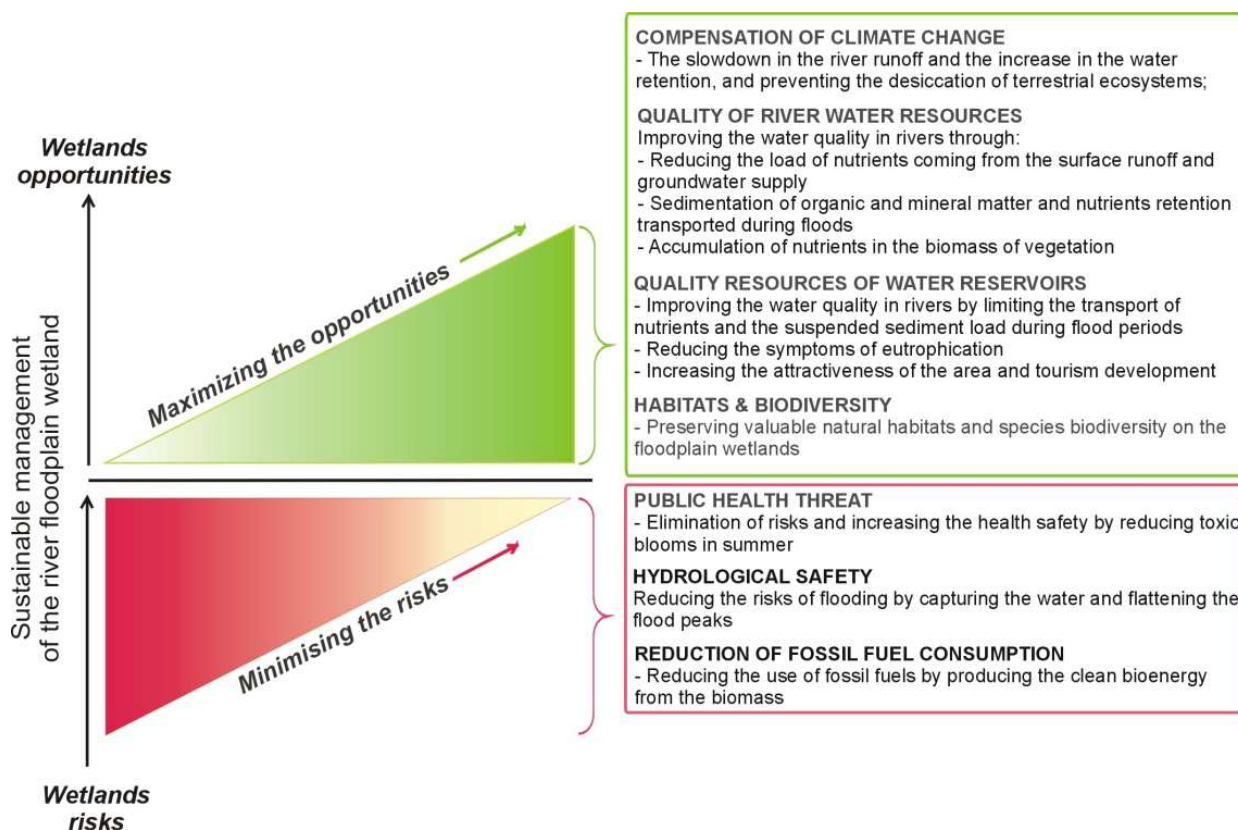 COMPENSATION OF CLIMATE CHANGE
- The slowdown in the river runoff and the increase in the water
retention, and preventing the desiccation of terrestrial ecosystems;
QUALITY OF RIVER WATER RESOURCES
Improving the water quality in rivers through:
- Reducing the load of nutrients coming from the surface runoff and
groundwater supply
- Sedimentation of organic and mineral matter and nutrients retention
transported during floods
- Accumulation of nutrients in the biomass of vegetation
QUALITY RESOURCES OF WATER RESERVOIRS
- Improving the water quality in rivers by limiting the transport of
nutrients and the suspended sediment load during flood periods
- Reducing the symptoms of eutrophication
- Increasing the attractiveness of the area and tourism development
HABITATS & BIODIVERSITY
- Preserving valuable natural habitats and species biodiversity on the
floodplain wetlands
PUBLIC HEALTH THREAT
- Elimination of risks and increasing the health safety by reducing toxic
blooms in summer
HYDROLOGICAL SAFETY
Reducing the risks of flooding by capturing the water and flattening the
flood peaks
REDUCTION OF FOSSIL FUEL CONSUMPTION
- Reducing the use of fossil fuels by producing the clean bioenergy
from the biomass
Wetlands
opportunities
Maximizing the opportunities
Sustainable management
of the river floodplain wetland
Minimising the risks
Wetlands
risks